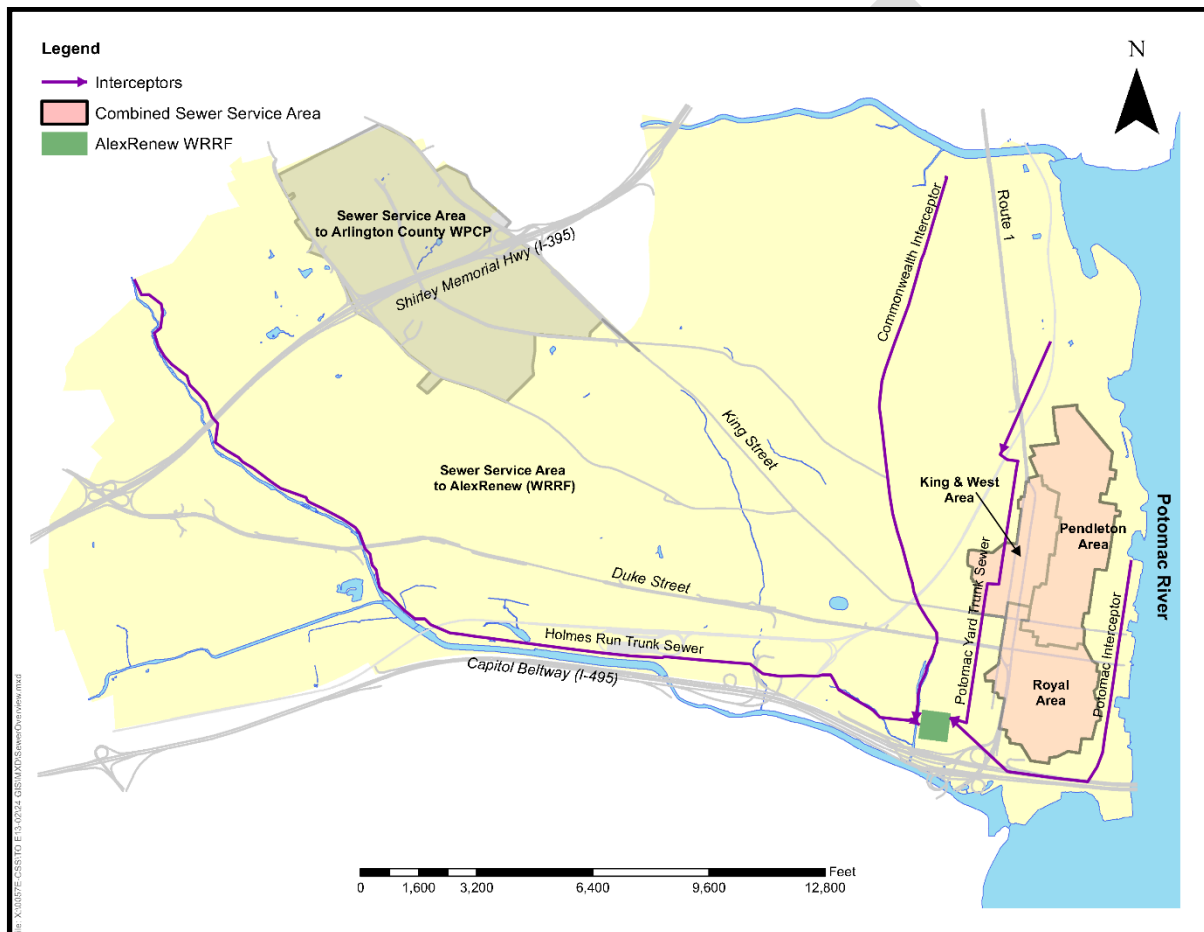 Legend
Interceptors
Combined Sewer Service Area
AlexRenew WRRF
N
Sewer Service Area
to Arlington County WPCP
Shirley Memorial Hwy (I-395)
Commonwealth Interceptor
Route 1
King Street
Sewer Service Area
to AlexRenew (WRRF)
King & West
Area
Pendleton
Area
Potomac River
Duke Street
Potomac Yard Trunk Sewer
Holmes Run Trunk Sewer
Capitol Beltway (I-495)
Royal
Area
Potomac Interceptor
Feet
0 1,600 3,200 6,400 9,600 12,800